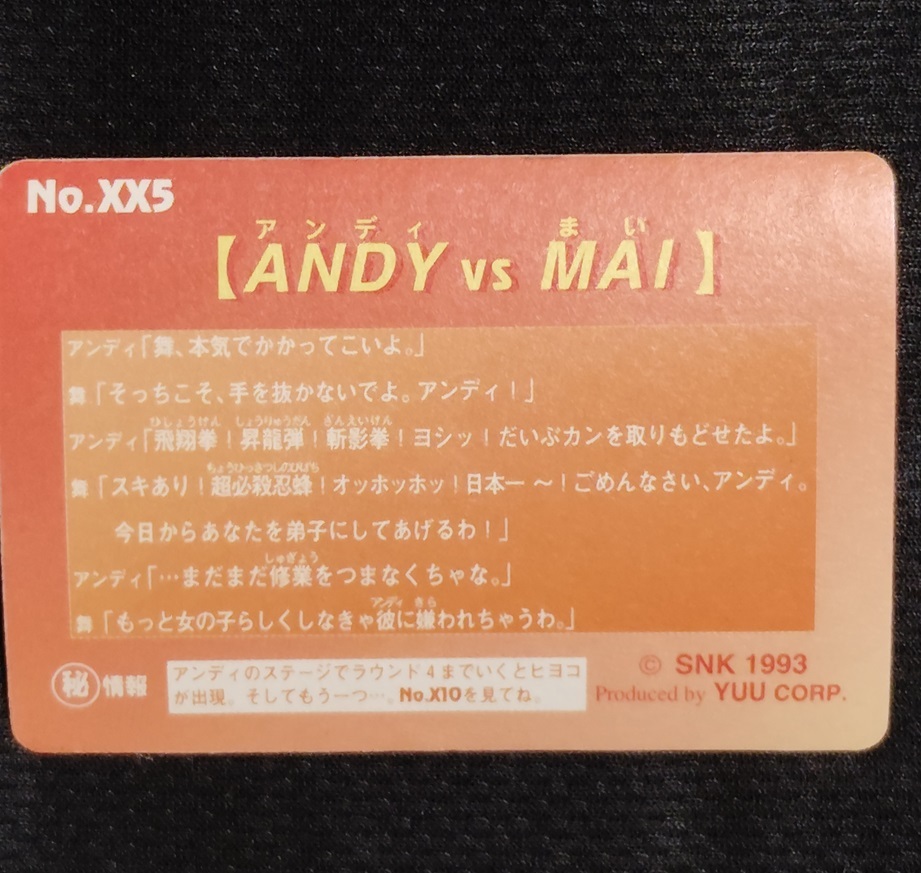 No.XX5
アンディ まい
【ANDY vs MAI】
アンディ「舞、本気でかかってこいよ。」
舞「そっちこそ、手を抜かないでよ。アンディ！」
ひしょうけん しょうりゅうだん ざんえいけん
アンディ「飛翔拳！昇龍弾！斬影拳！ヨシッ！だいぶカンを取りもどせたよ。」
ちょうひっさつしのびばち
舞「スキあり！超必殺忍蜂！オッホッホッ！日本一 〜！ごめんなさい、アンディ。
今日からあなたを弟子にしてあげるわ！」
しゅぎょう
アンディ「…まだまだ修業をつまなくちゃな。」
アンディ きら
舞「もっと女の子らしくしなきゃ彼に嫌われちゃうわ。」
㊙情報
アンディのステージでラウンド4までいくとヒヨコ
が出現。そしてもう一つ…。No.X10を見てね。
© SNK 1993
Produced by YUU CORP.